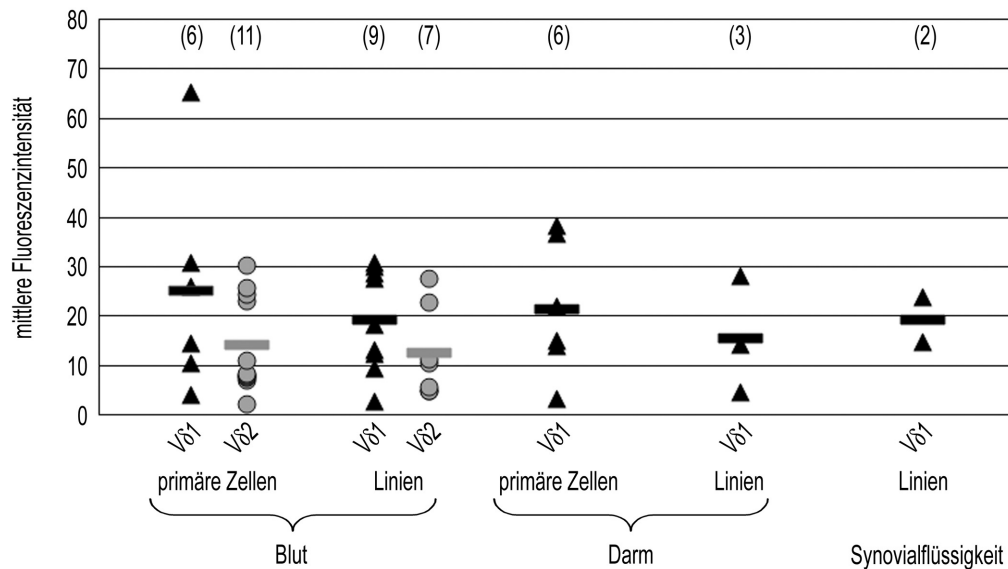 mittlere Fluoreszenzintensität
80
70
60
50
40
30
20
10
0
(6) (11) (9) (7) (6) (3) (2)
Vδ1 Vδ2 Vδ1 Vδ2 Vδ1 Vδ1 Vδ1
primäre Zellen Linien primäre Zellen Linien Linien
Blut Darm Synovialflüssigkeit